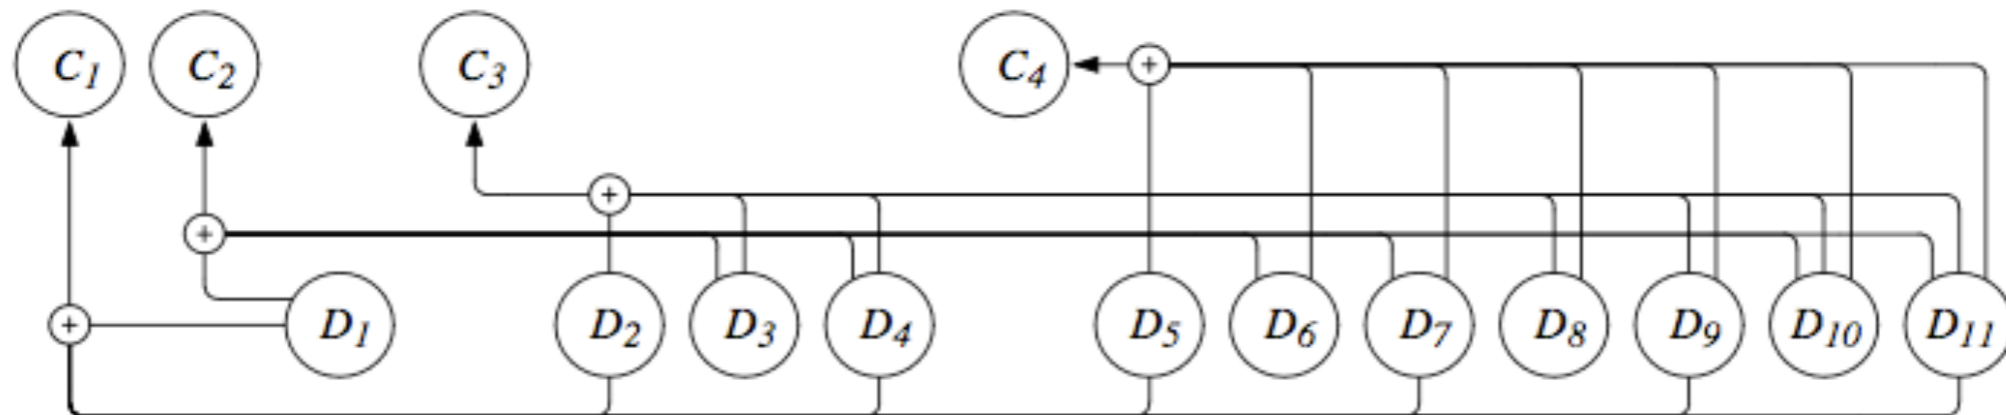 C1 C2 C3 C4 +
+
+
+ D1 D2 D3 D4 D5 D6 D7 D8 D9 D10 D11